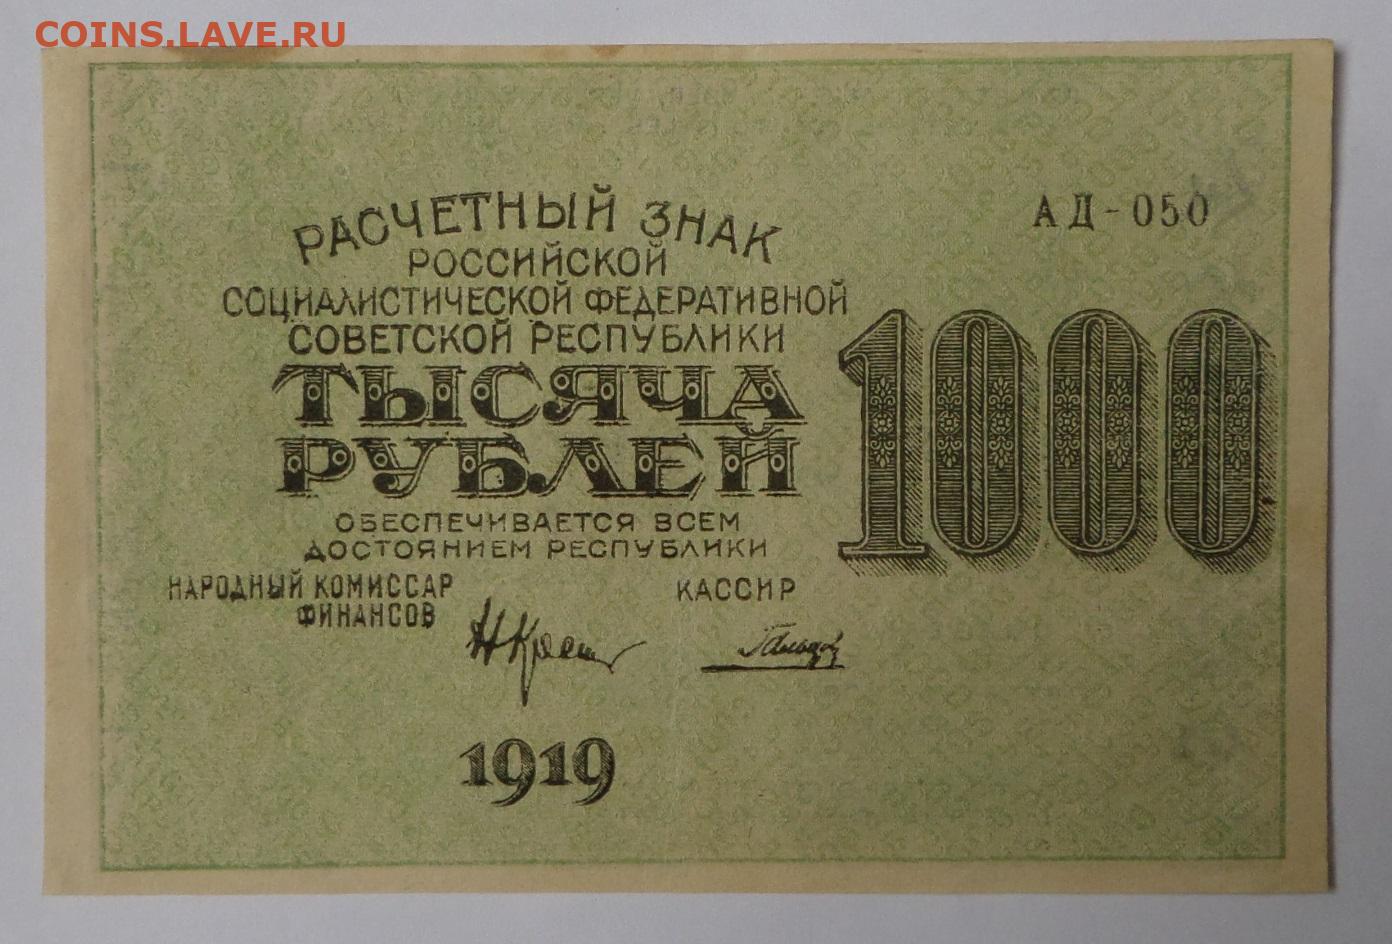 COINS.LAVE.RU
РАСЧЕТНЫЙ ЗНАК
АД-050
РОССИЙСКОЙ
СОЦИАЛИСТИЧЕСКОЙ ФЕДЕРАТИВНОЙ
СОВЕТСКОЙ РЕСПУБЛИКИ
ТЫСЯЧА
РУБЛЕЙ
1000
ОБЕСПЕЧИВАЕТСЯ ВСЕМ
ДОСТОЯНИЕМ РЕСПУБЛИКИ
НАРОДНЫЙ КОМИССАР
ФИНАНСОВ
КАССИР
1919